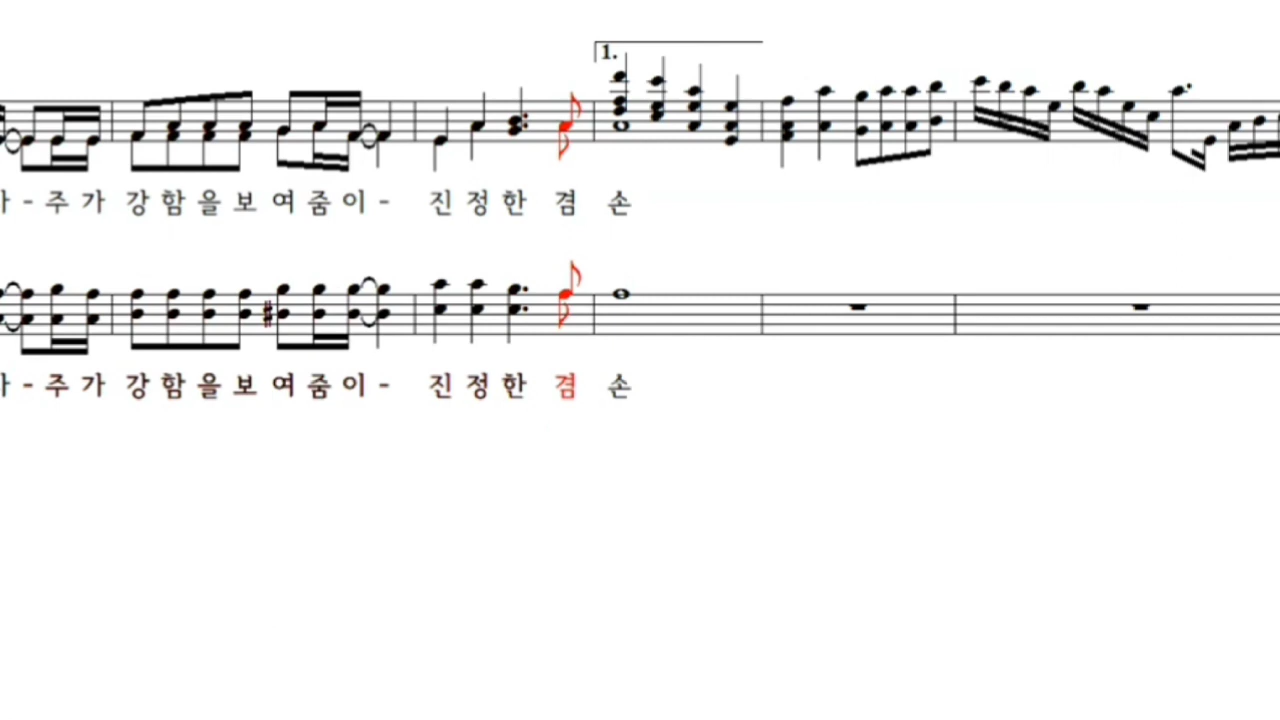 1.
- 주 가 강 함 을 보 여 줌 이 - 진 정 한 겸 손
- 주 가 강 함 을 보 여 줌 이 - 진 정 한 겸 손